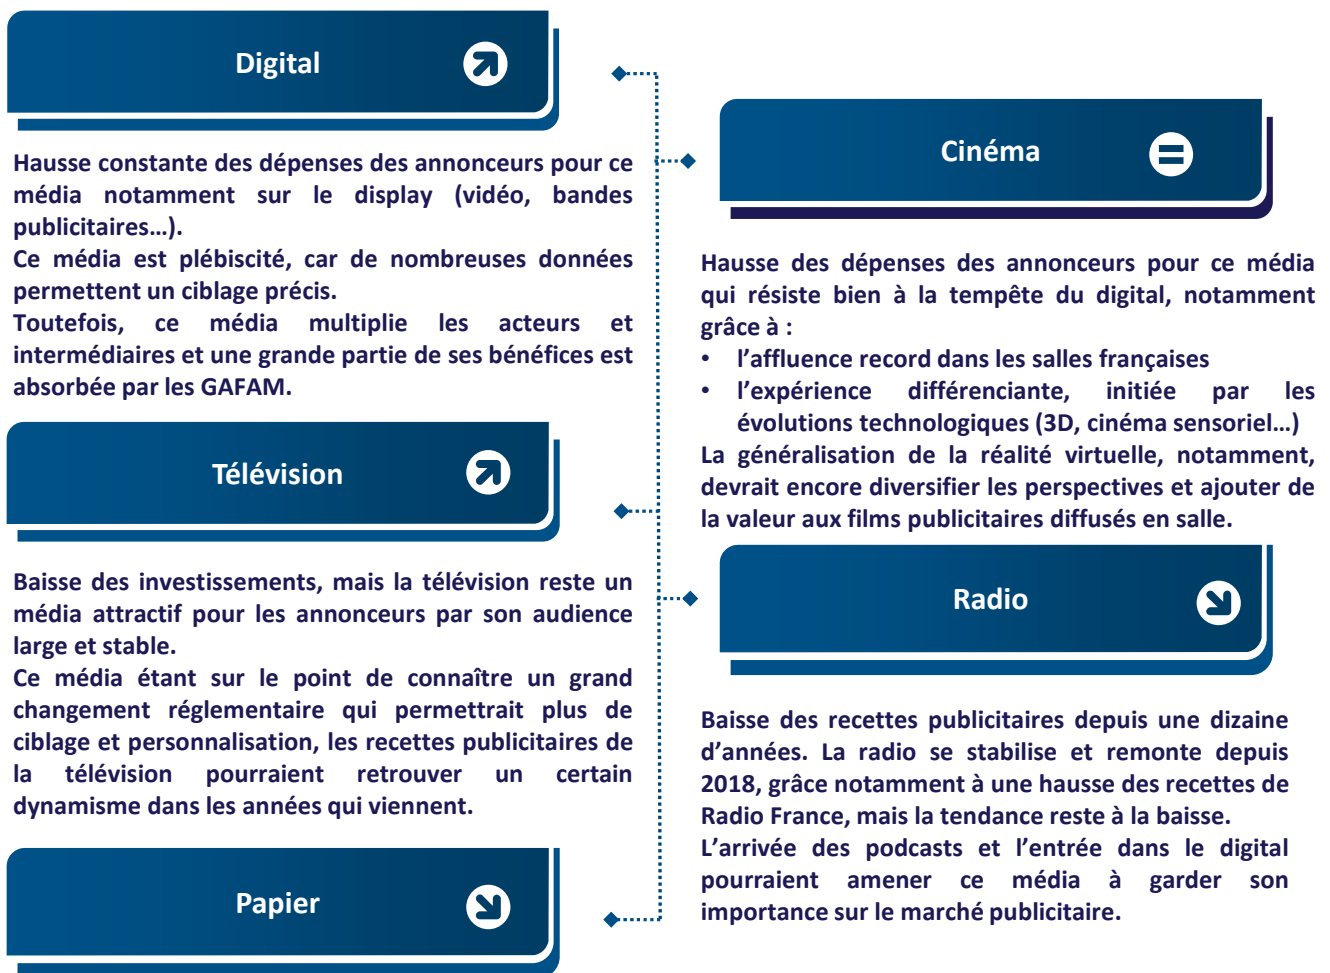 Digital
Hausse constante des dépenses des annonceurs pour ce
média notamment sur le display (vidéo, bandes
publicitaires…).
Ce média est plébiscité, car de nombreuses données
permettent un ciblage précis.
Toutefois, ce média multiplie les acteurs et
intermédiaires et une grande partie de ses bénéfices est
absorbée par les GAFAM.
Cinéma
Hausse des dépenses des annonceurs pour ce média
qui résiste bien à la tempête du digital, notamment
grâce à :
• l’affluence record dans les salles françaises
• l’expérience différenciante, initiée par les
évolutions technologiques (3D, cinéma sensoriel…)
La généralisation de la réalité virtuelle, notamment,
devrait encore diversifier les perspectives et ajouter de
la valeur aux films publicitaires diffusés en salle.
Télévision
Baisse des investissements, mais la télévision reste un
média attractif pour les annonceurs par son audience
large et stable.
Ce média étant sur le point de connaître un grand
changement réglementaire qui permettrait plus de
ciblage et personnalisation, les recettes publicitaires de
la télévision pourraient retrouver un certain
dynamisme dans les années qui viennent.
Radio
Baisse des recettes publicitaires depuis une dizaine
d’années. La radio se stabilise et remonte depuis
2018, grâce notamment à une hausse des recettes de
Radio France, mais la tendance reste à la baisse.
L’arrivée des podcasts et l’entrée dans le digital
pourraient amener ce média à garder son
importance sur le marché publicitaire.
Papier